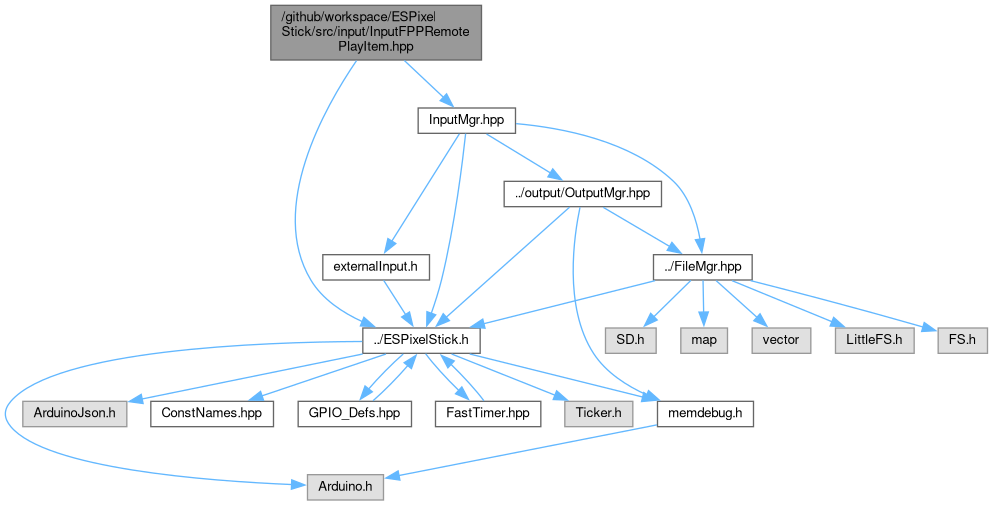 /github/workspace/ESPixel
Stick/src/input/InputFPPRemote
PlayItem.hpp
InputMgr.hpp
../output/OutputMgr.hpp
externalInput.h
../FileMgr.hpp
../ESPixelStick.h
SD.h
map
vector
LittleFS.h
FS.h
ArduinoJson.h
ConstNames.hpp
GPIO_Defs.hpp
FastTimer.hpp
Ticker.h
memdebug.h
Arduino.h